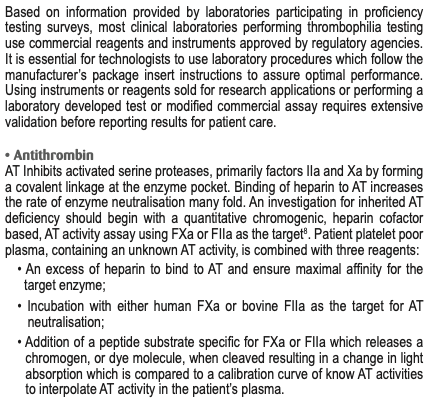 Based on information provided by laboratories participating in proficiency
testing surveys, most clinical laboratories performing thrombophilia testing
use commercial reagents and instruments approved by regulatory agencies.
It is essential for technologists to use laboratory procedures which follow the
manufacturer's package insert instructions to assure optimal performance.
Using instruments or reagents sold for research applications or performing a
laboratory developed test or modified commercial assay requires extensive
validation before reporting results for patient care.
• Antithrombin
AT Inhibits activated serine proteases, primarily factors IIa and Xa by forming
a covalent linkage at the enzyme pocket. Binding of heparin to AT increases
the rate of enzyme neutralisation many fold. An investigation for inherited AT
deficiency should begin with a quantitative chromogenic, heparin cofactor
based, AT activity assay using FXa or FIIa as the target⁸. Patient platelet poor
plasma, containing an unknown AT activity, is combined with three reagents:
• An excess of heparin to bind to AT and ensure maximal affinity for the
target enzyme;
• Incubation with either human FXa or bovine FIIa as the target for AT
neutralisation;
• Addition of a peptide substrate specific for FXa or FIIa which releases a
chromogen, or dye molecule, when cleaved resulting in a change in light
absorption which is compared to a calibration curve of know AT activities
to interpolate AT activity in the patient's plasma.